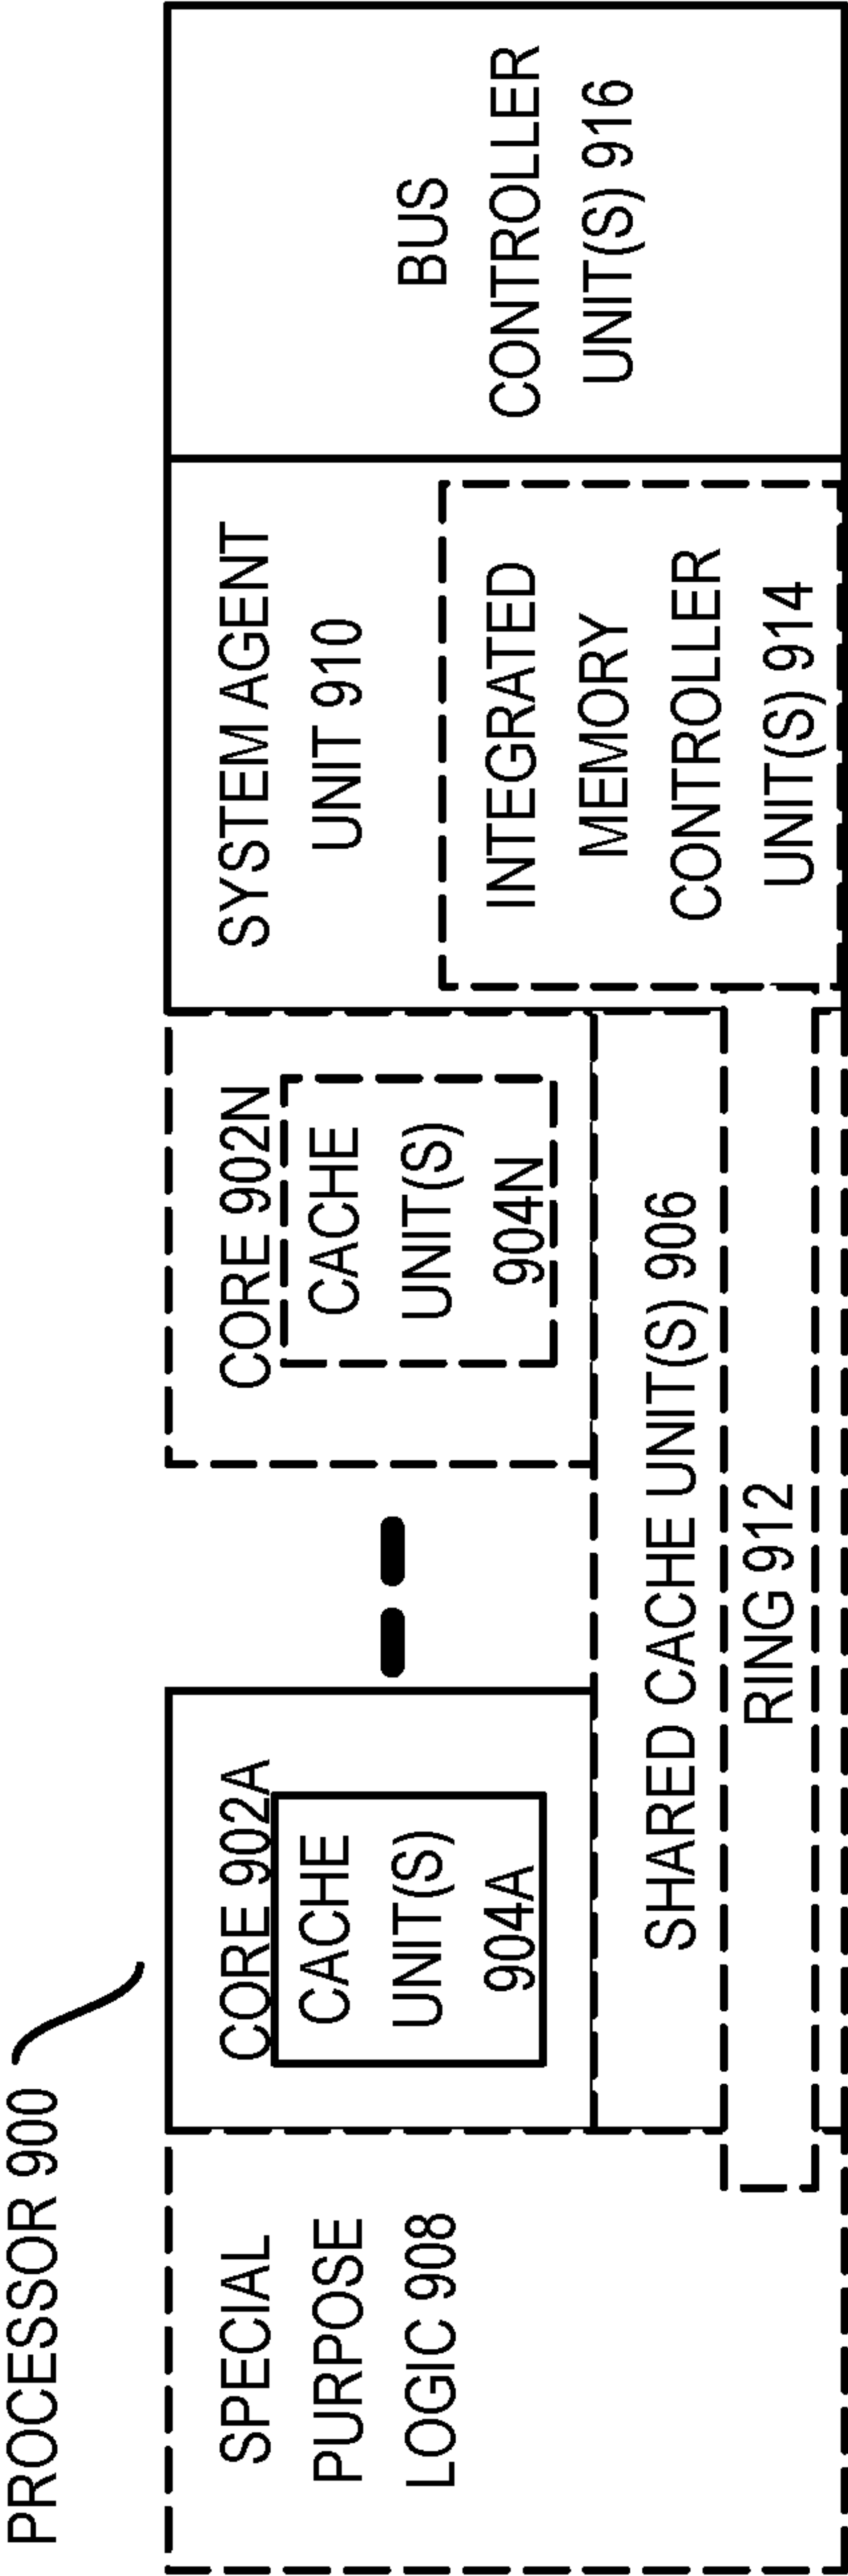 PROCESSOR 900
SPECIAL
PURPOSE
LOGIC 908
CORE 902A
CACHE
UNIT(S)
904A
CORE 902N
CACHE
UNIT(S)
904N
SHARED CACHE UNIT(S) 906
RING 912
SYSTEM AGENT
UNIT 910
INTEGRATED
MEMORY
CONTROLLER
UNIT(S) 914
BUS
CONTROLLER
UNIT(S) 916